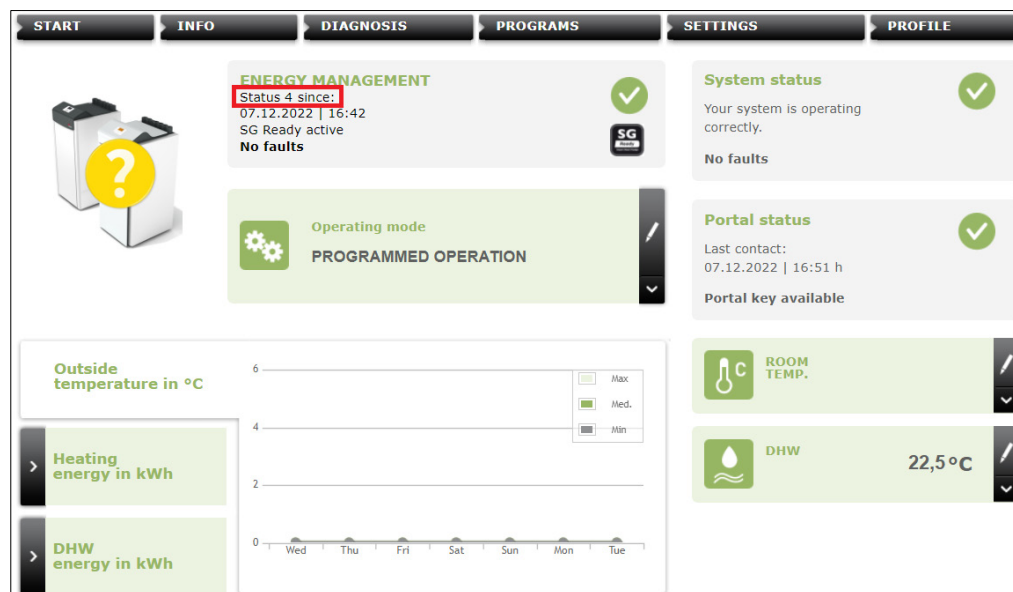 START
INFO
DIAGNOSIS
PROGRAMS
SETTINGS
PROFILE
ENERGY MANAGEMENT
Status 4 since:
07.12.2022 | 16:42
SG Ready active
No faults
SG
Ready
System status
Your system is operating
correctly.
No faults
Operating mode
PROGRAMMED OPERATION
Portal status
Last contact:
07.12.2022 | 16:51 h
Portal key available
Outside
temperature in °C
Heating
energy in kWh
DHW
energy in kWh
6
4
2
0
Max
Med.
Min
Wed Thu Fri Sat Sun Mon Tue
C
ROOM
TEMP.
DHW
22,5°C
?